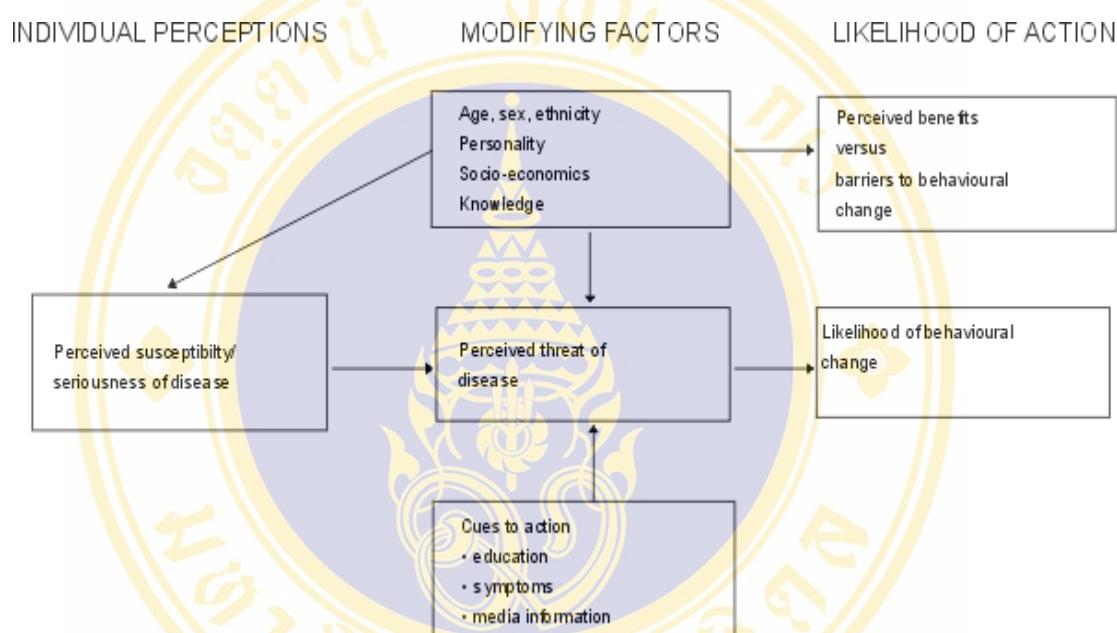 INDIVIDUAL PERCEPTIONS
MODIFYING FACTORS
LIKELIHOOD OF ACTION
Age, sex, ethnicity
Personality
Socio-economics
Knowledge
Perceived benefits
versus
barriers to behavioural
change
Perceived susceptibilty/
seriousness of disease
Perceived threat of
disease
Likelihood of behavioural
change
Cues to action
• education
• symptoms
• media information